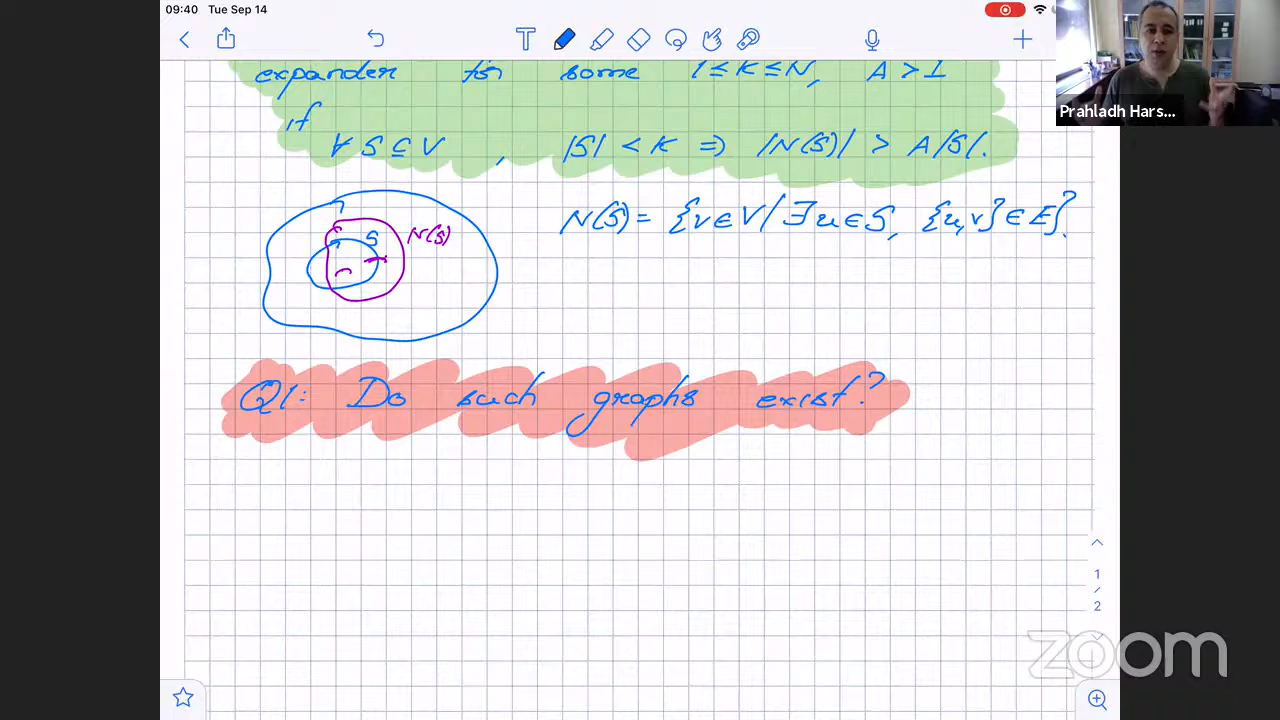 09:40 Tue Sep 14
Prahladh Hars...
expander for some 1≤K≤N, A>1
if
∀ S ⊆ V , |S| < K ⇒ |N(S)| > A|S|.
N(S) = {v∈V / ∃u∈S, {u,v}∈E}.
S N(S)
Q1: Do such graphs exist?
1
/
2
zoom